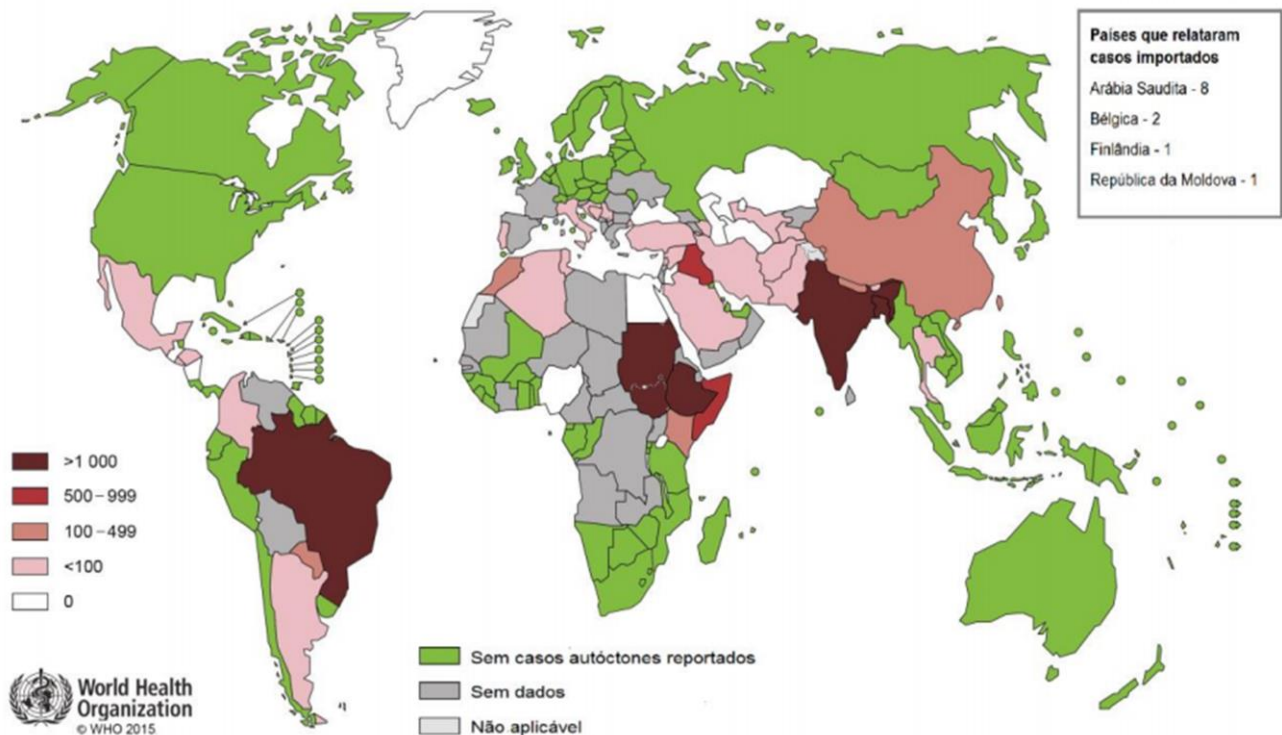 Países que relataram
casos importados
Arábia Saudita - 8
Bélgica - 2
Finlândia - 1
República da Moldova - 1
>1 000
500–999
100–499
<100
0
Sem casos autóctones reportados
Sem dados
Não aplicável
World Health
Organization
© WHO 2015